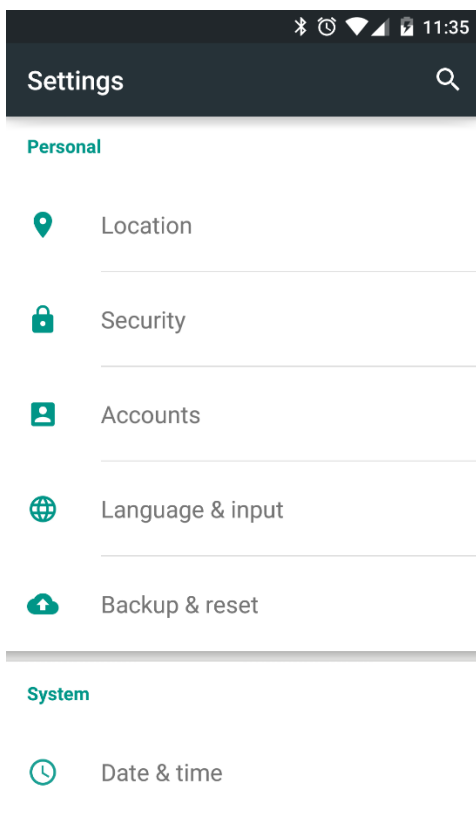 11:35
Settings
Personal
Location
Security
Accounts
Language & input
Backup & reset
System
Date & time